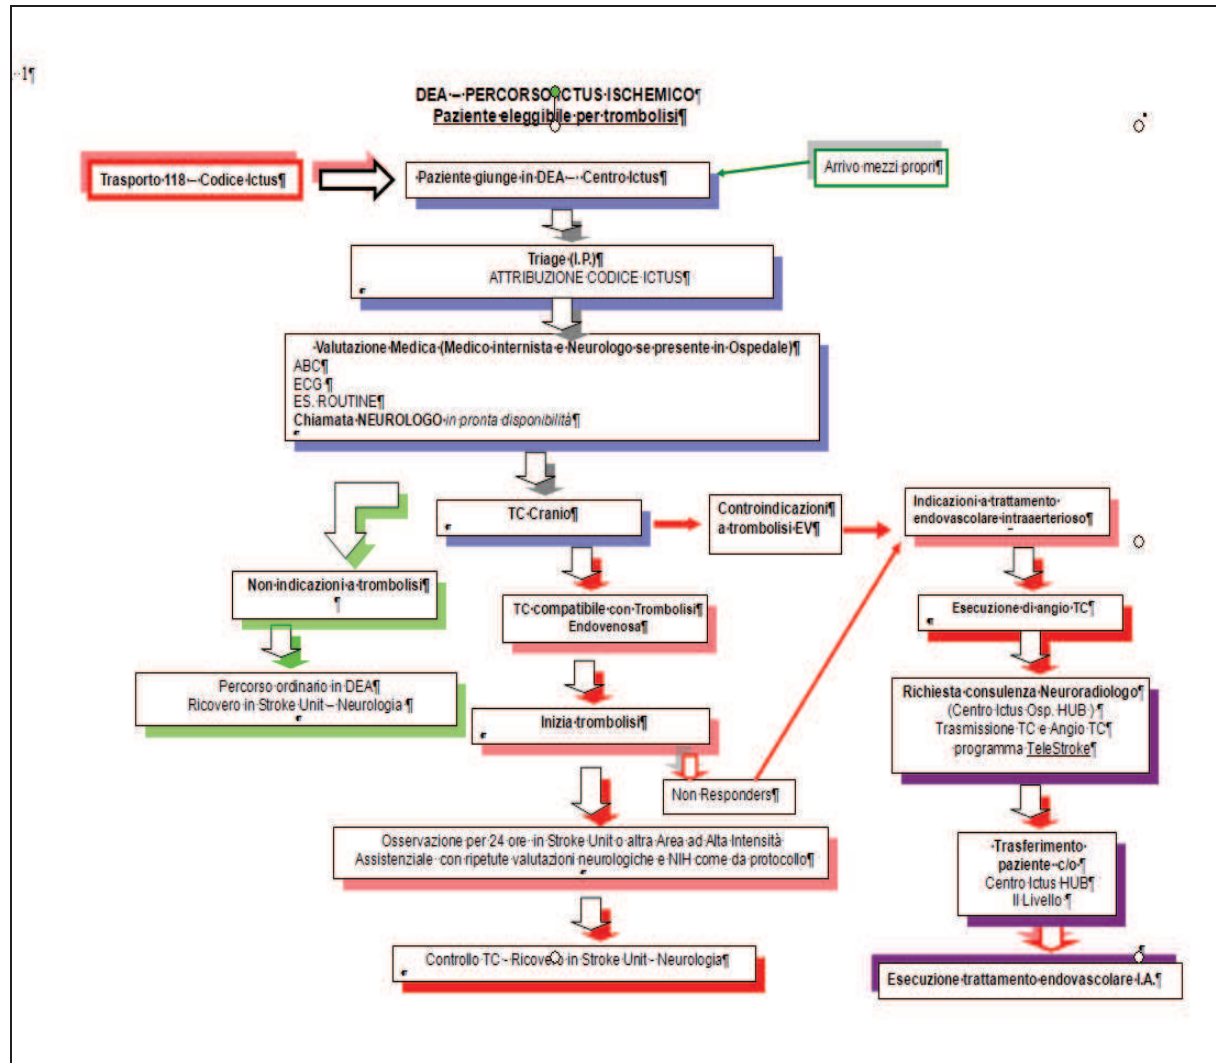 1¶
DEA – PERCORSO ICTUS ISCHEMICO¶
Paziente eleggibile per trombolisi¶
Trasporto 118 – Codice Ictus¶
Paziente giunge in DEA – Centro Ictus¶
Arrivo mezzi propri¶
Triage (I.P.)¶
ATTRIBUZIONE CODICE ICTUS¶
¶
Valutazione Medica (Medico internista e Neurologo se presente in Ospedale)¶
ABC¶
ECG ¶
ES. ROUTINE¶
Chiamata NEUROLOGO in pronta disponibilità¶
¶
TC Cranio¶
¶
Controindicazioni¶
a trombolisi EV¶
Indicazioni a trattamento
endovascolare intraaerterioso¶
Non indicazioni a trombolisi¶
¶
TC compatibile con Trombolisi
Endovenosa¶
Esecuzione di angio TC¶
¶
Percorso ordinario in DEA¶
Ricovero in Stroke Unit – Neurologia ¶
¶
Inizia trombolisi¶
¶
Richiesta consulenza Neuroradiologo¶
(Centro Ictus Osp. HUB ) ¶
Trasmissione TC e Angio TC¶
programma TeleStroke¶
Non Responders¶
Osservazione per 24 ore in Stroke Unit o altra Area ad Alta Intensità
Assistenziale con ripetute valutazioni neurologiche e NIH come da protocollo¶
¶
Trasferimento
paziente c/o ¶
Centro Ictus HUB¶
II Livello ¶
Controllo TC - Ricovero in Stroke Unit - Neurologia¶
¶
Esecuzione trattamento endovascolare I.A.¶